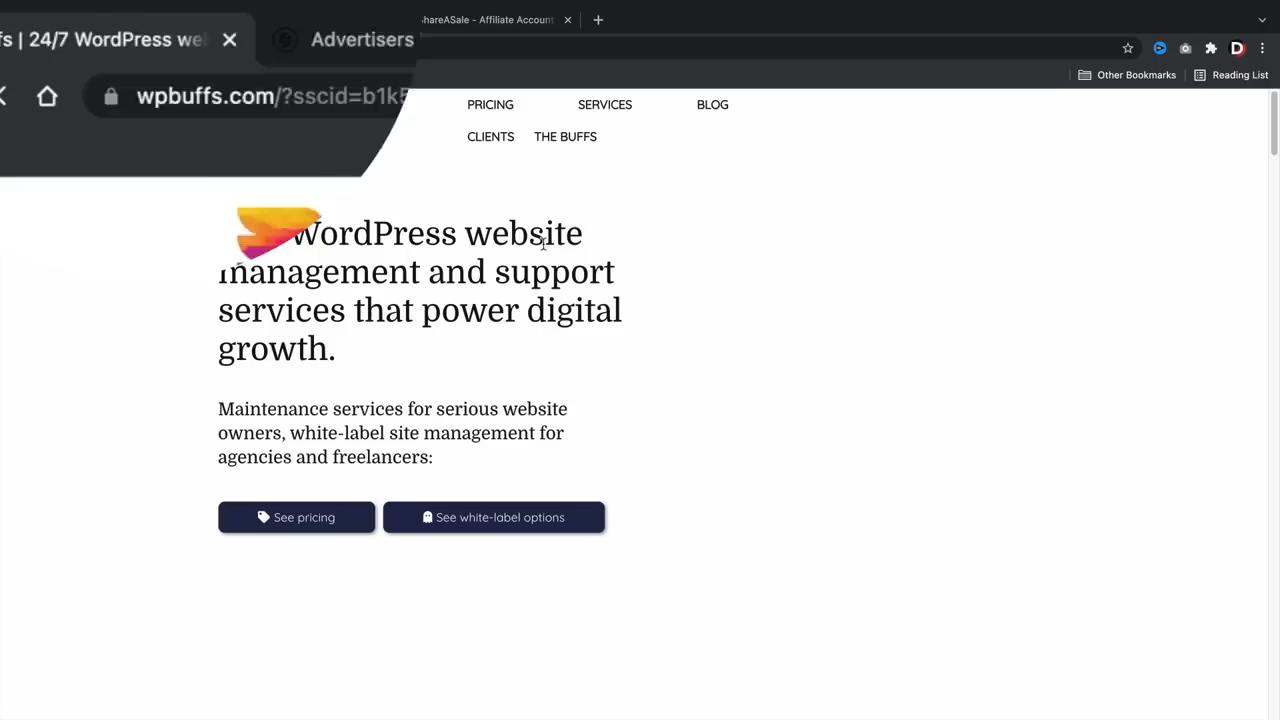 fs | 24/7 WordPress we
Advertisers
ShareASale - Affiliate Account
wpbuffs.com/?sscid=b1k5
Other Bookmarks
Reading List
PRICING
SERVICES
BLOG
CLIENTS
THE BUFFS
WordPress website
management and support
services that power digital
growth.
Maintenance services for serious website
owners, white-label site management for
agencies and freelancers:
See pricing
See white-label options